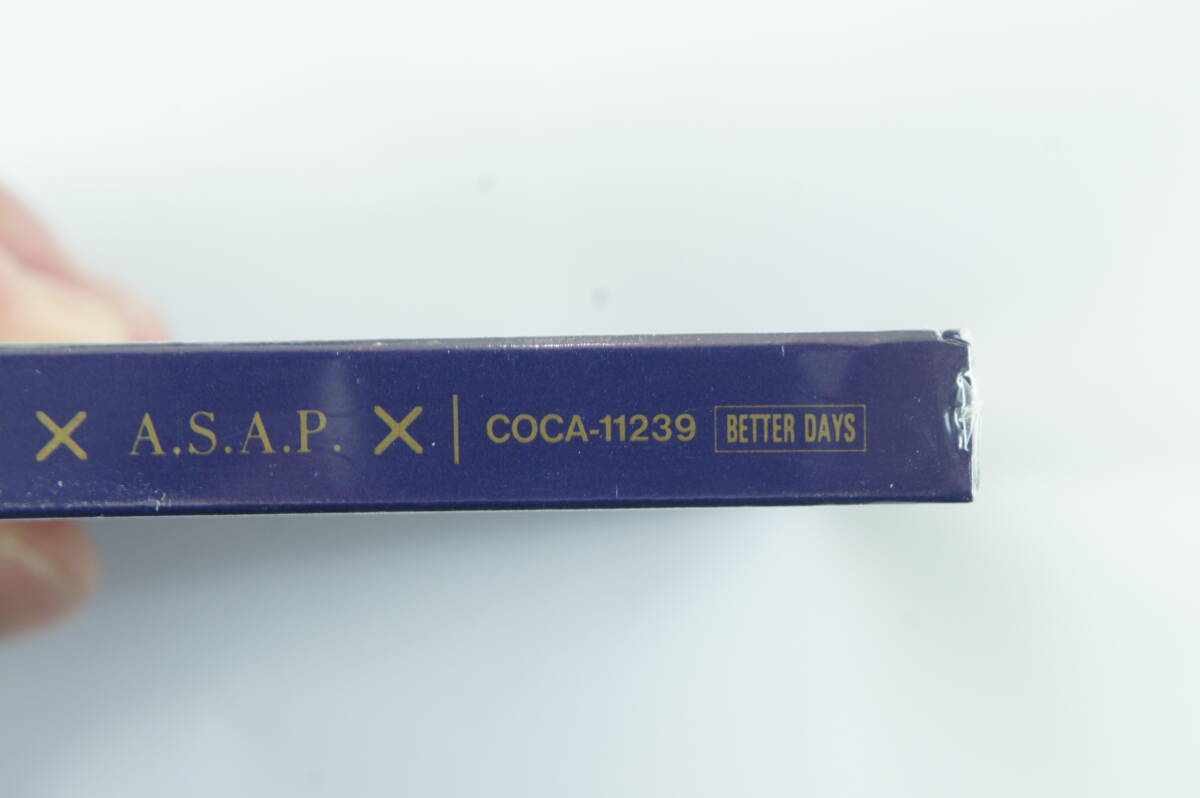 × A.S.A.P. × | COCA-11239 BETTER DAYS